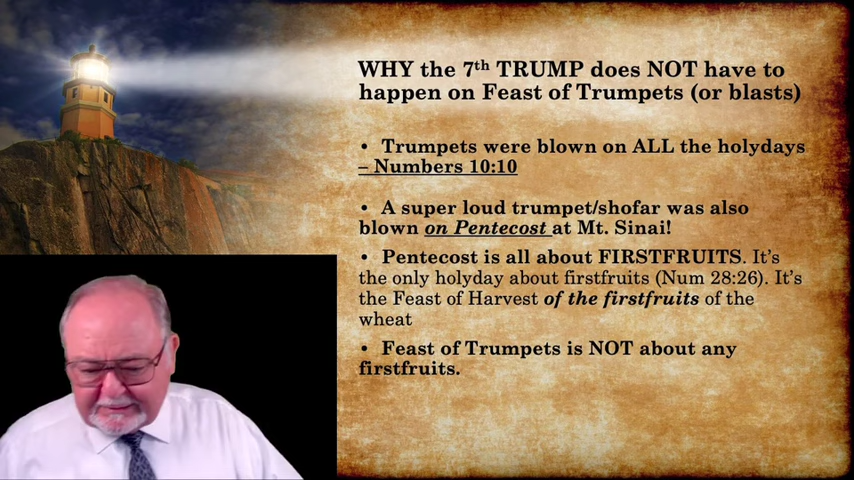 WHY the 7th TRUMP does NOT have to
happen on Feast of Trumpets (or blasts)
• Trumpets were blown on ALL the holydays
– Numbers 10:10
• A super loud trumpet/shofar was also
blown on Pentecost at Mt. Sinai!
• Pentecost is all about FIRSTFRUITS. It's
the only holyday about firstfruits (Num 28:26). It's
the Feast of Harvest of the firstfruits of the
wheat
• Feast of Trumpets is NOT about any
firstfruits.